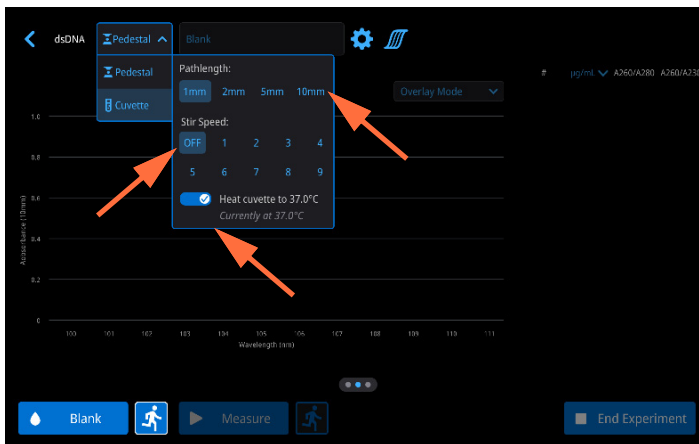 dsDNA
Pedestal
Blank
Pedestal
Cuvette
Pathlength:
1mm 2mm 5mm 10mm
Stir Speed:
OFF 1 2 3 4
5 6 7 8 9
Heat cuvette to 37.0°C
Currently at 37.0°C
Overlay Mode
# µg/mL A260/A280 A260/A230
Absorbance (10mm)
1.0
0.8
0.6
0.4
0.2
0
100 101 102 103 104 105 106 107 108 109 110 111
Wavelength (nm)
Blank
Measure
End Experiment